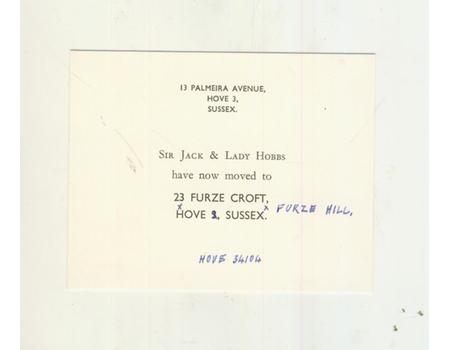 13 PALMEIRA AVENUE,
HOVE 3,
SUSSEX.
SIR JACK & LADY HOBBS
have now moved to
23 FURZE CROFT,
x x FURZE HILL,
HOVE 2, SUSSEX.
HOVE 34104